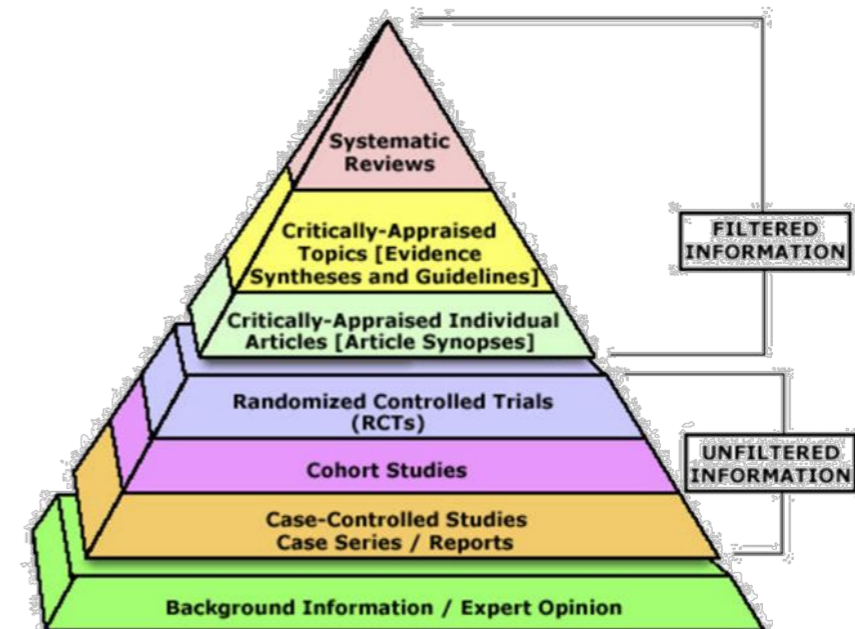 Systematic
Reviews
Critically-Appraised
Topics [Evidence
Syntheses and Guidelines]
FILTERED
INFORMATION
Critically-Appraised Individual
Articles [Article Synopses]
Randomized Controlled Trials
(RCTs)
UNFILTERED
INFORMATION
Cohort Studies
Case-Controlled Studies
Case Series / Reports
Background Information / Expert Opinion